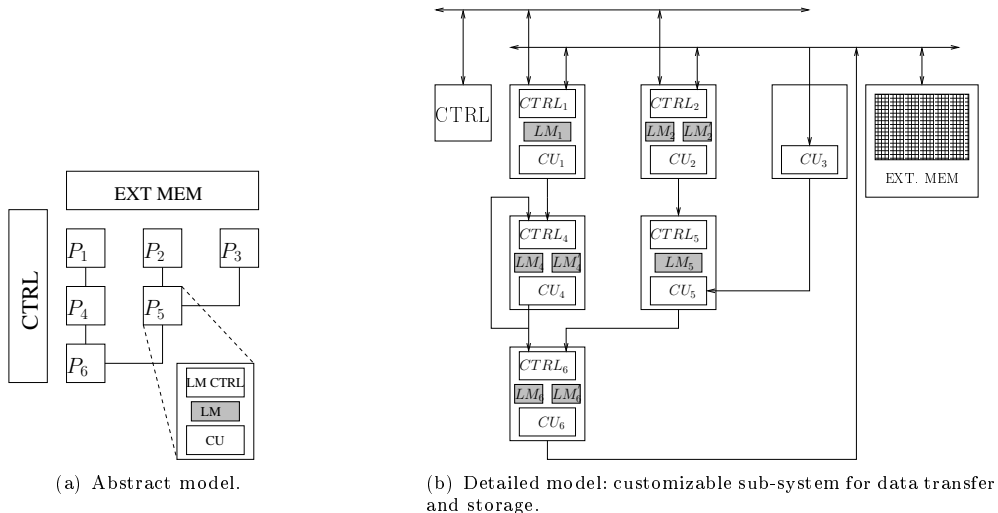 EXT MEM
CTRL
P1
P2
P3
P4
P5
P6
LM CTRL
LM
CU
(a) Abstract model.
CTRL
CTRL1
LM1
CU1
CTRL2
LM2 LM2
CU2
CU3
EXT. MEM
CTRL4
LM4 LM4
CU4
CTRL5
LM5
CU5
CTRL6
LM6 LM6
CU6
(b) Detailed model: customizable sub-system for data transfer
and storage.